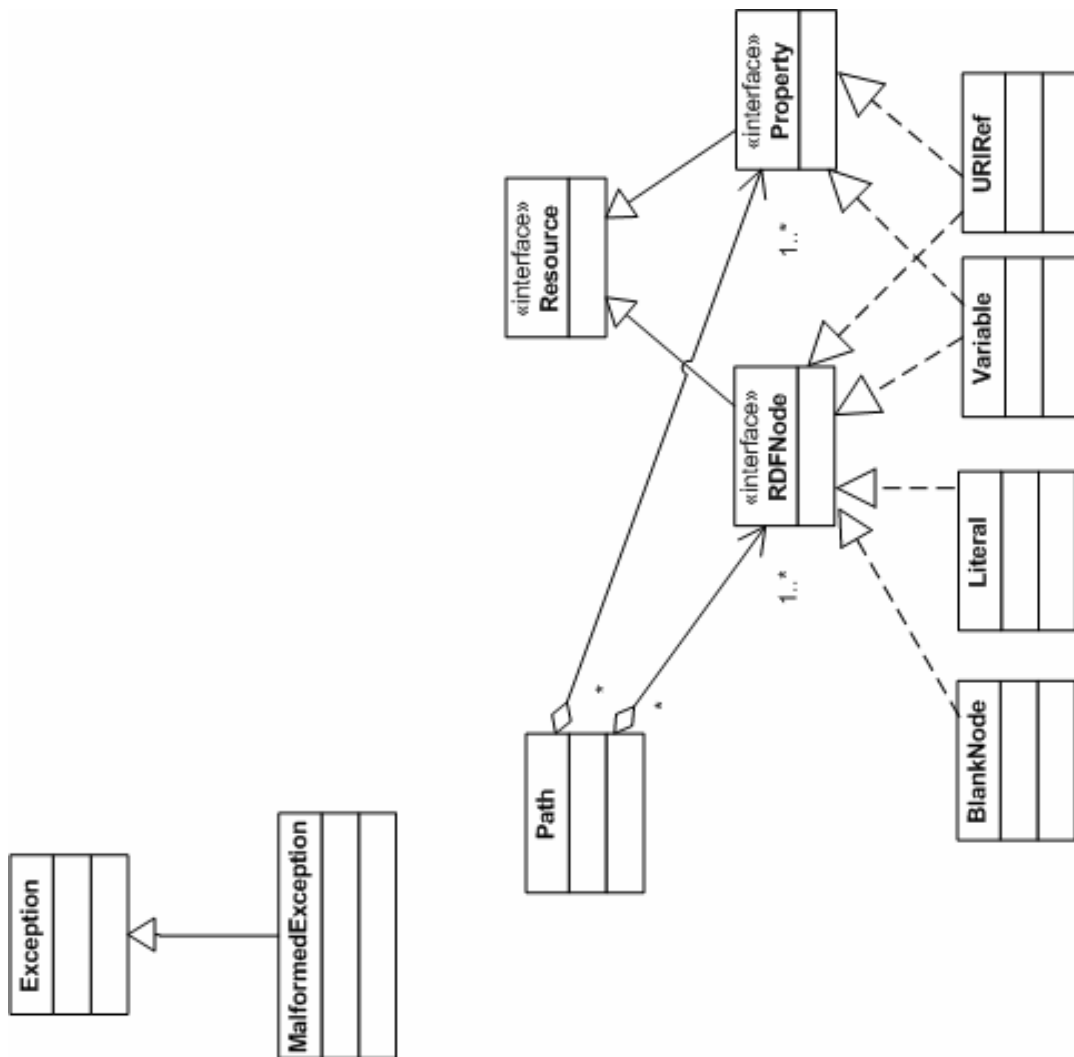 Exception
MalformedException
«interface»
Resource
Path
*
*
«interface»
RDFNode
1..*
«interface»
Property
1..*
BlankNode
Literal
Variable
URIRef